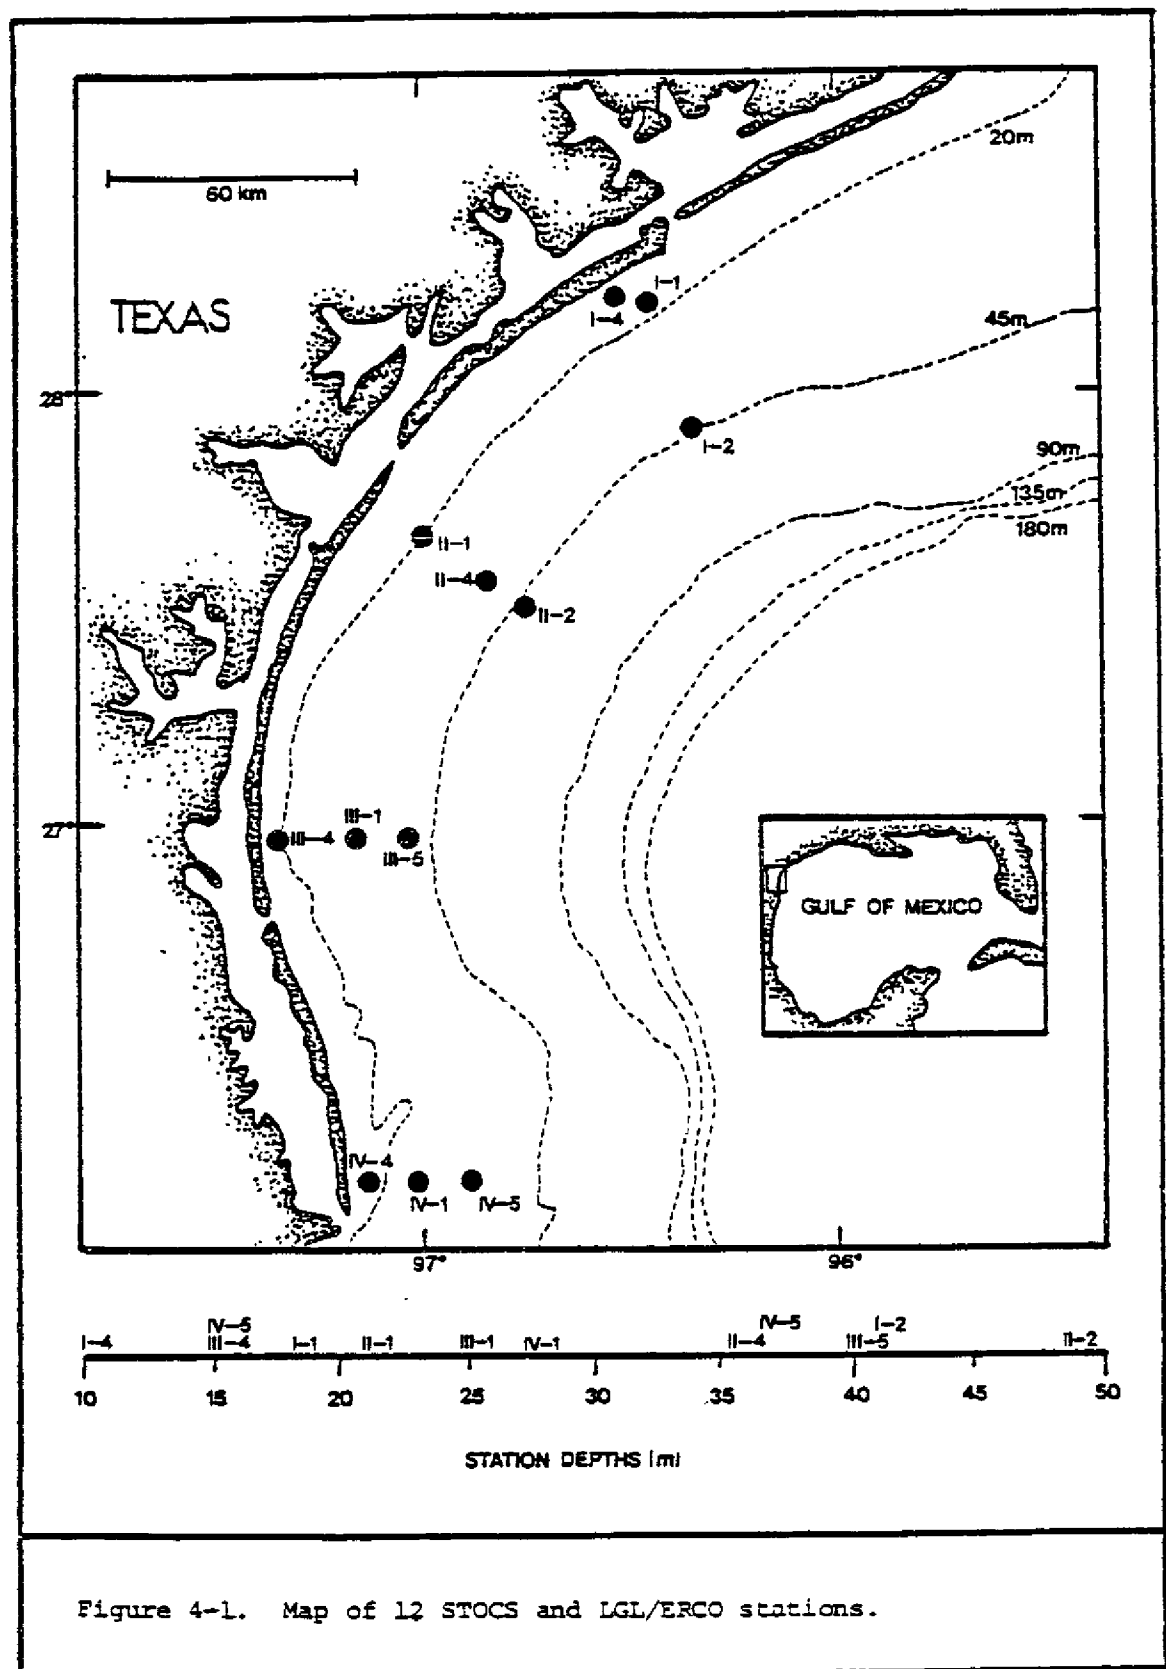 20m
60 km
I-1
TEXAS
I-4
45m
28°
I-2
90m
135m
180m
II-1
II-4
II-2
27°
III-1
III-4
III-5
GULF OF MEXICO
IV-4
IV-1
IV-5
97°
96°
IV-5 IV-5 I-2
I-4 III-4 I-1 II-1 III-1 IV-1 II-4 III-5 II-2
10 15 20 25 30 35 40 45 50
STATION DEPTHS (m)
Figure 4-1. Map of 12 STOCS and LGL/ERCO stations.